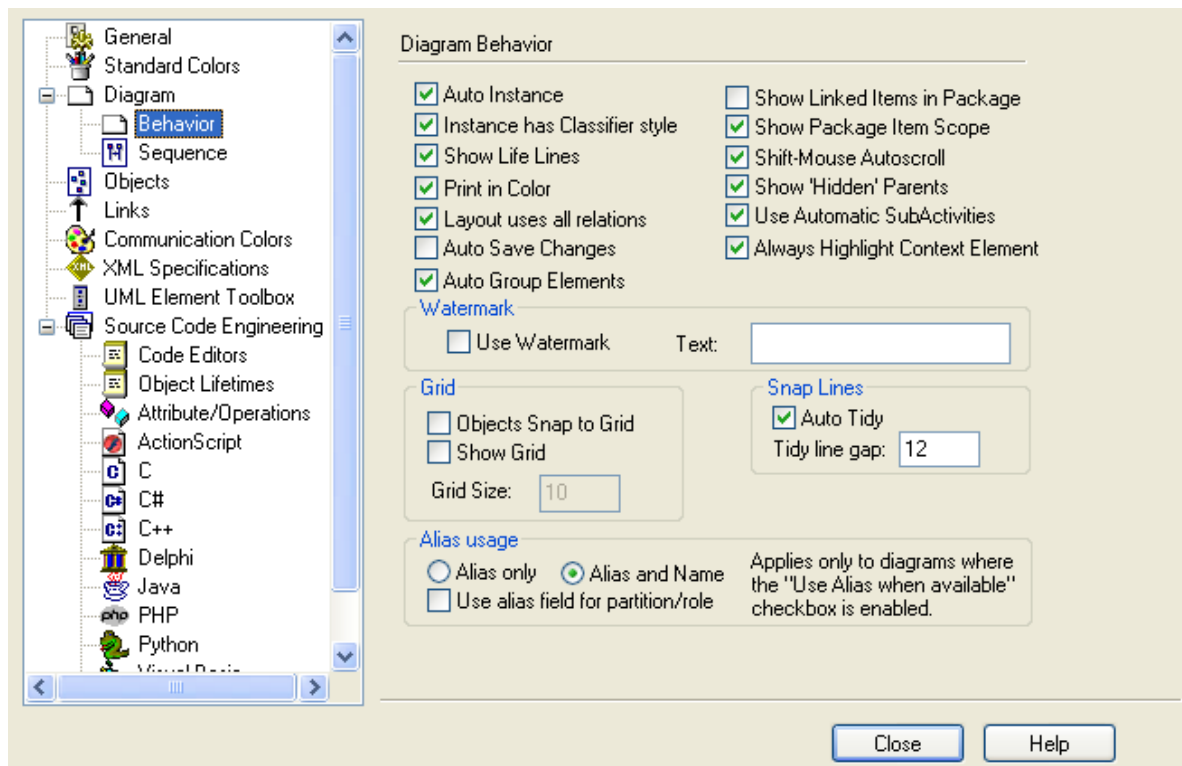 General
Standard Colors
Diagram
Behavior
Sequence
Objects
Links
Communication Colors
XML Specifications
UML Element Toolbox
Source Code Engineering
Code Editors
Object Lifetimes
Attribute/Operations
ActionScript
C
C#
C++
Delphi
Java
php PHP
Python
Diagram Behavior
Auto Instance
Instance has Classifier style
Show Life Lines
Print in Color
Layout uses all relations
Auto Save Changes
Auto Group Elements
Show Linked Items in Package
Show Package Item Scope
Shift-Mouse Autoscroll
Show 'Hidden' Parents
Use Automatic SubActivities
Always Highlight Context Element
Watermark
Use Watermark Text:
Grid
Objects Snap to Grid
Show Grid
Grid Size: 10
Snap Lines
Auto Tidy
Tidy line gap: 12
Alias usage
Alias only Alias and Name
Use alias field for partition/role
Applies only to diagrams where
the "Use Alias when available"
checkbox is enabled.
Close Help